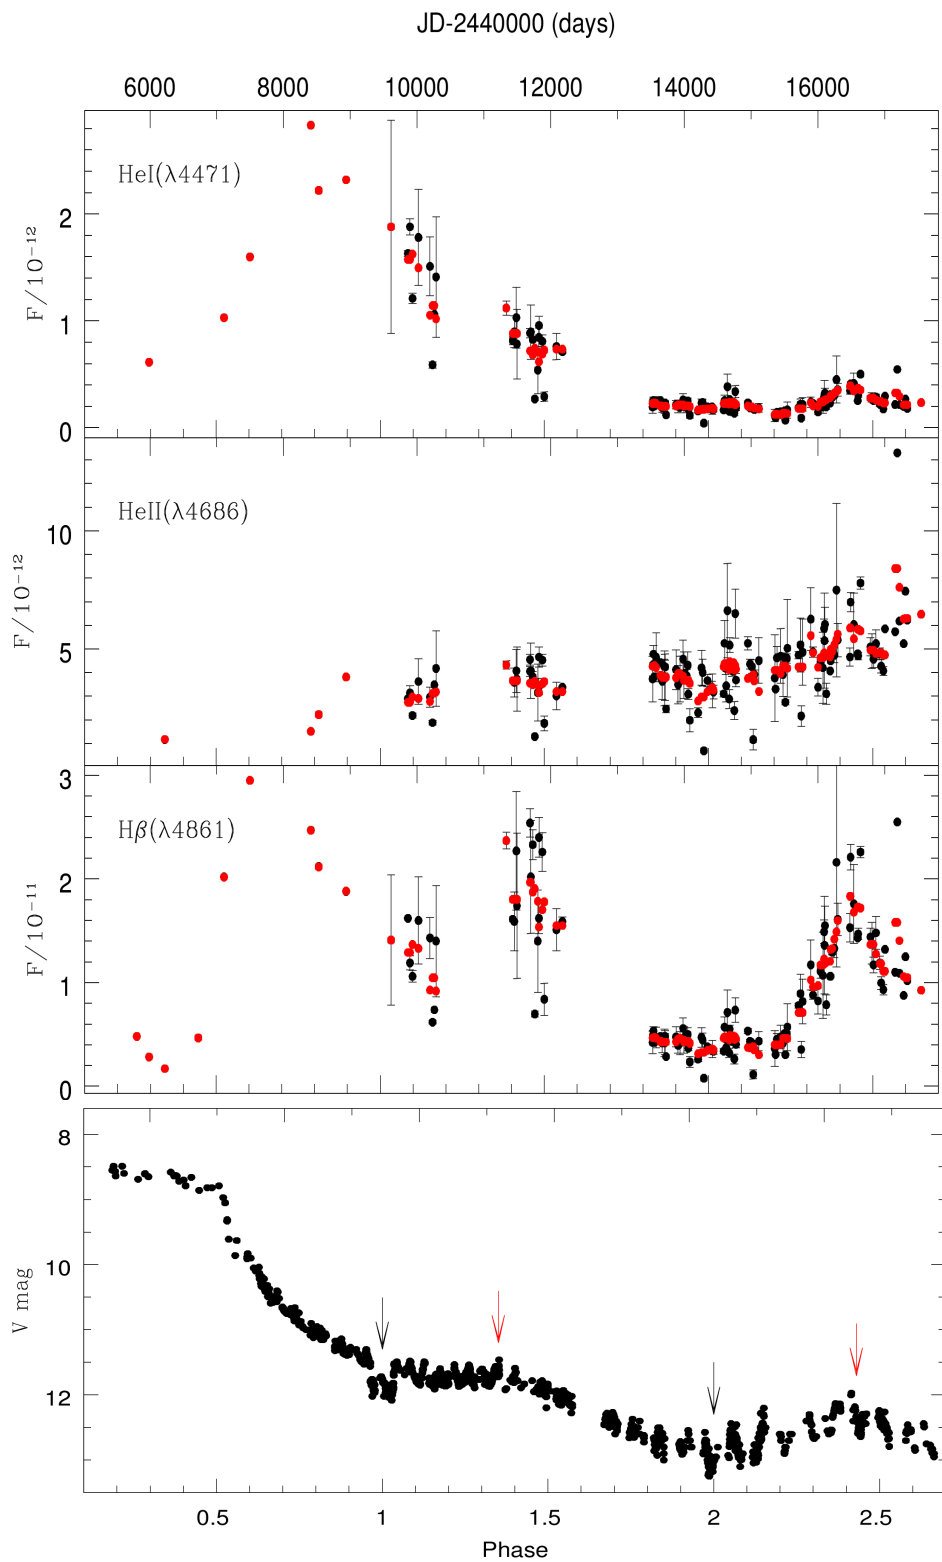 JD-2440000 (days)
6000 8000 10000 12000 14000 16000
HeI(λ4471)
F/10⁻¹²
2
1
0
HeII(λ4686)
F/10⁻¹²
10
5
Hβ(λ4861)
F/10⁻¹¹
3
2
1
0
V mag
8
10
12
0.5 1 1.5 2 2.5
Phase